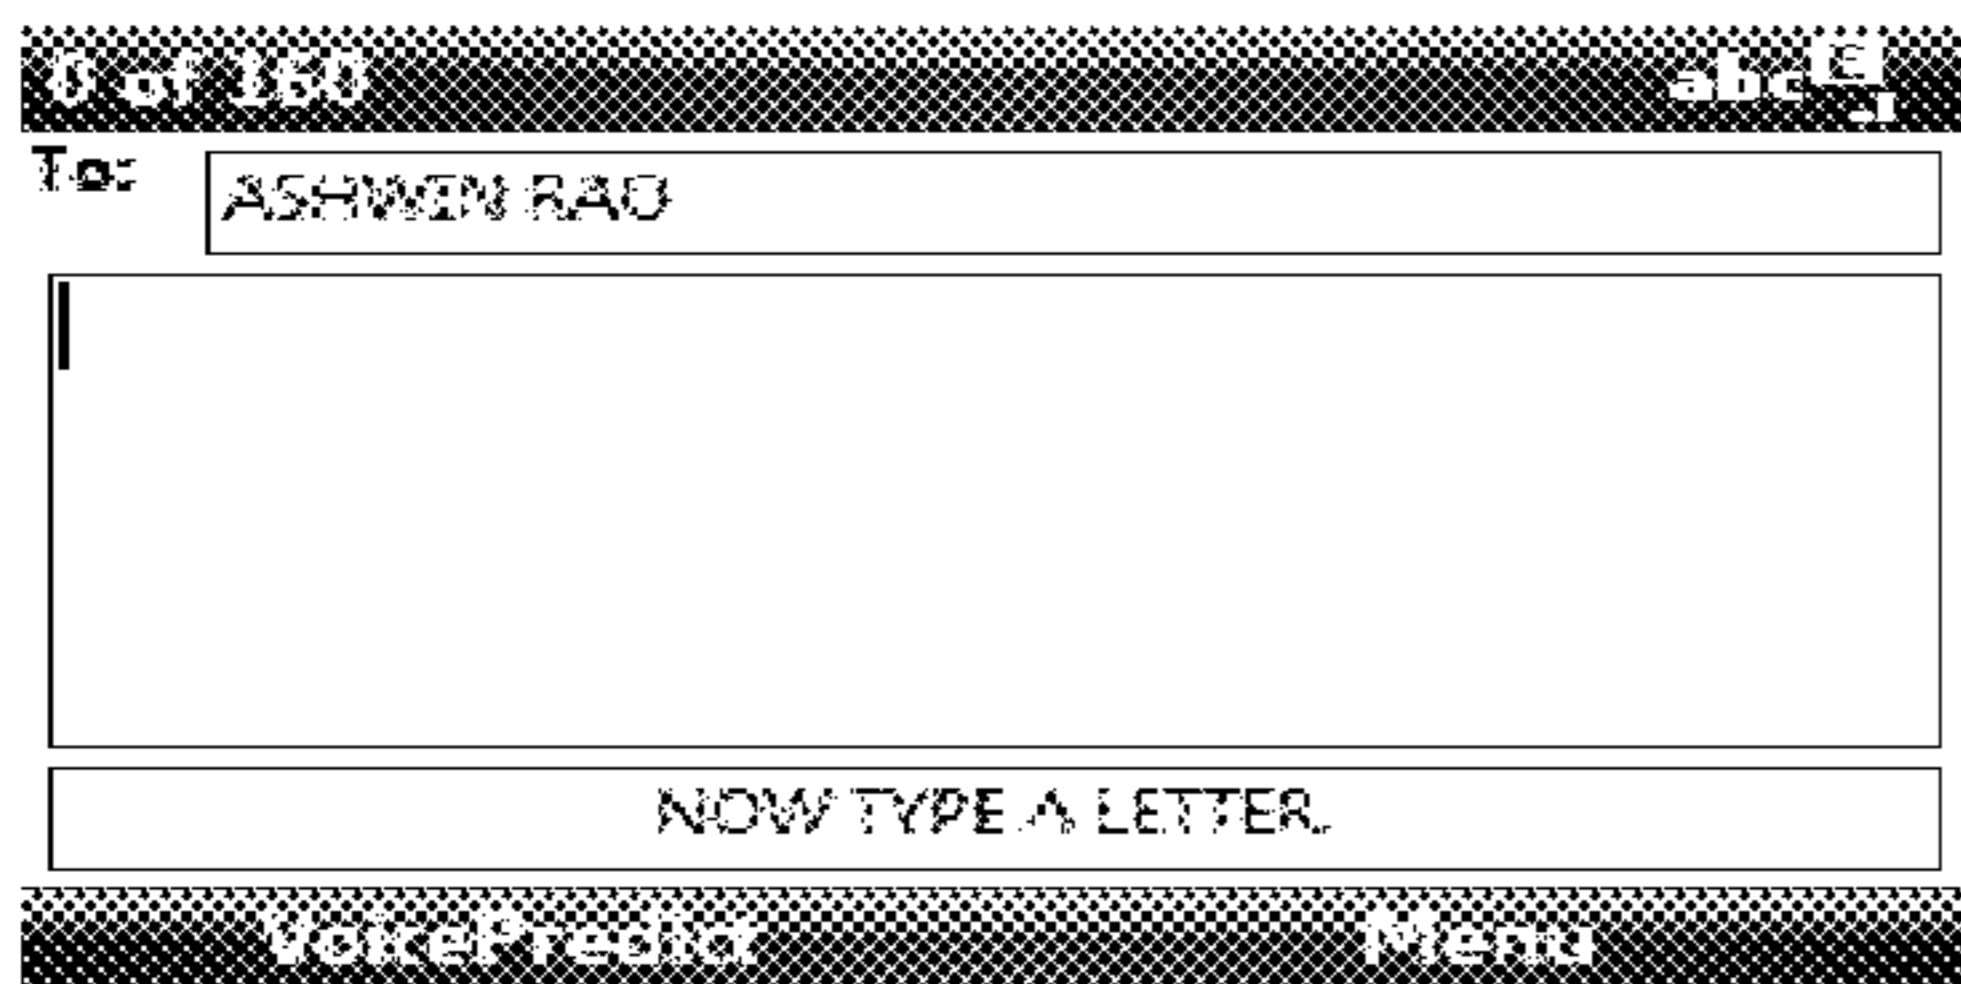 0 of 160 abc
To: ASHWIN RAO
NOW TYPE A LETTER.
VoicePredict Menu